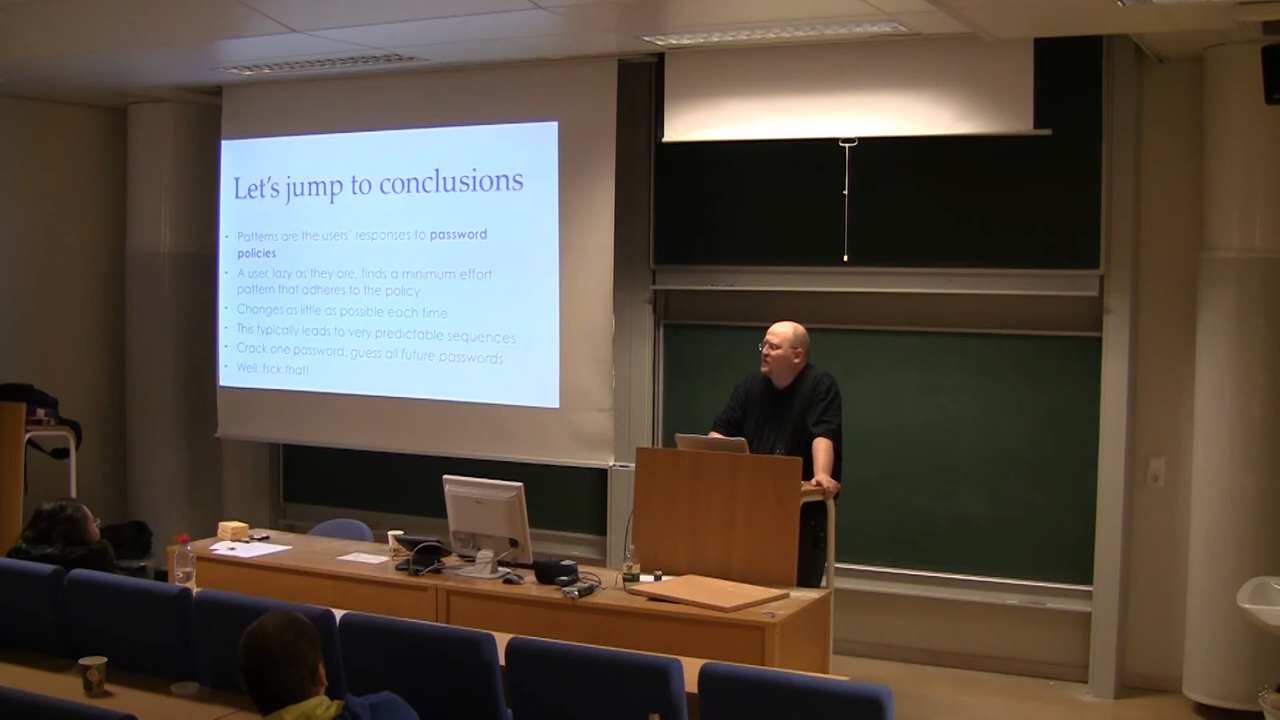 Let's jump to conclusions
• Patterns are the users' responses to password
policies
• A user, lazy as they are, finds a minimum effort
pattern that adheres to the policy
• Changes as little as possible each time
• This typically leads to very predictable sequences
• Crack one password, guess all future passwords
• Well, fsck that!